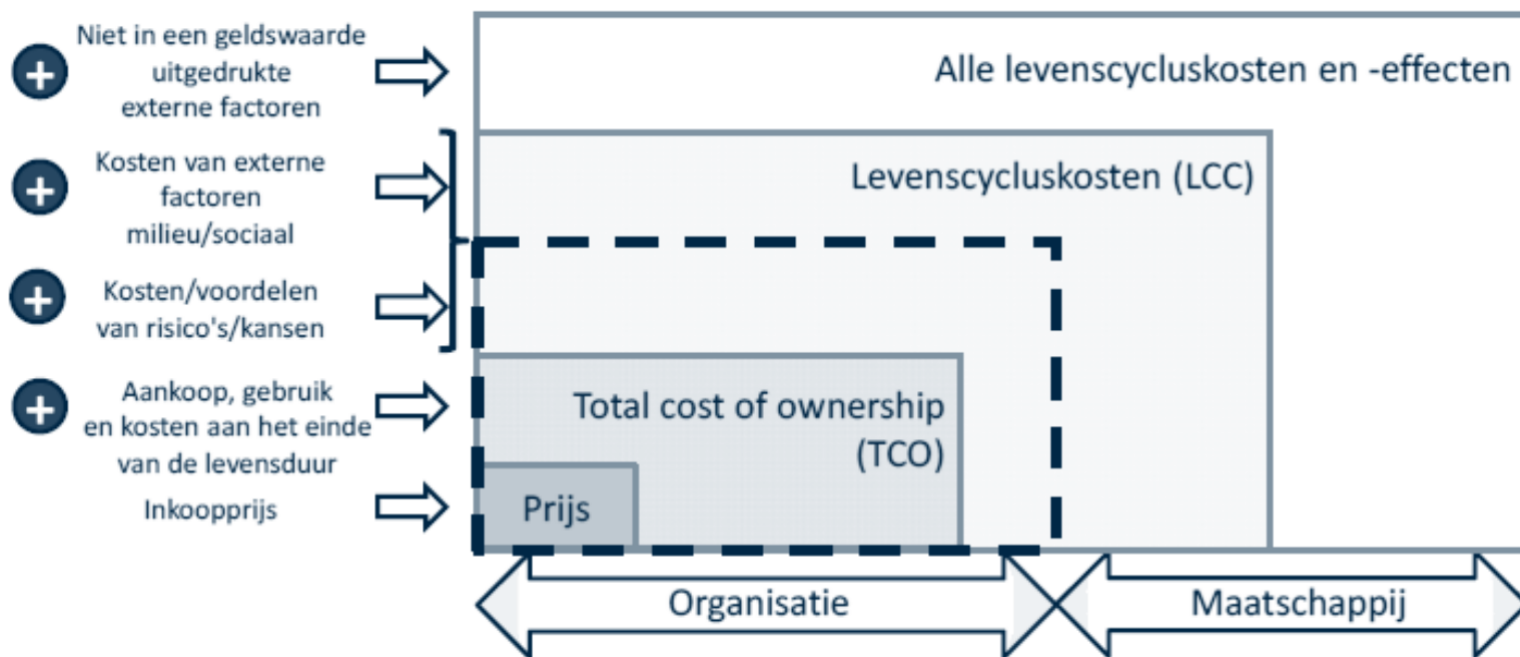 Niet in een geldswaarde
uitgedrukte
externe factoren
Alle levenscycluskosten en -effecten
Kosten van externe
factoren
milieu/sociaal
Levenscycluskosten (LCC)
Kosten/voordelen
van risico's/kansen
Aankoop, gebruik
en kosten aan het einde
van de levensduur
Total cost of ownership
(TCO)
Inkoopprijs
Prijs
Organisatie
Maatschappij